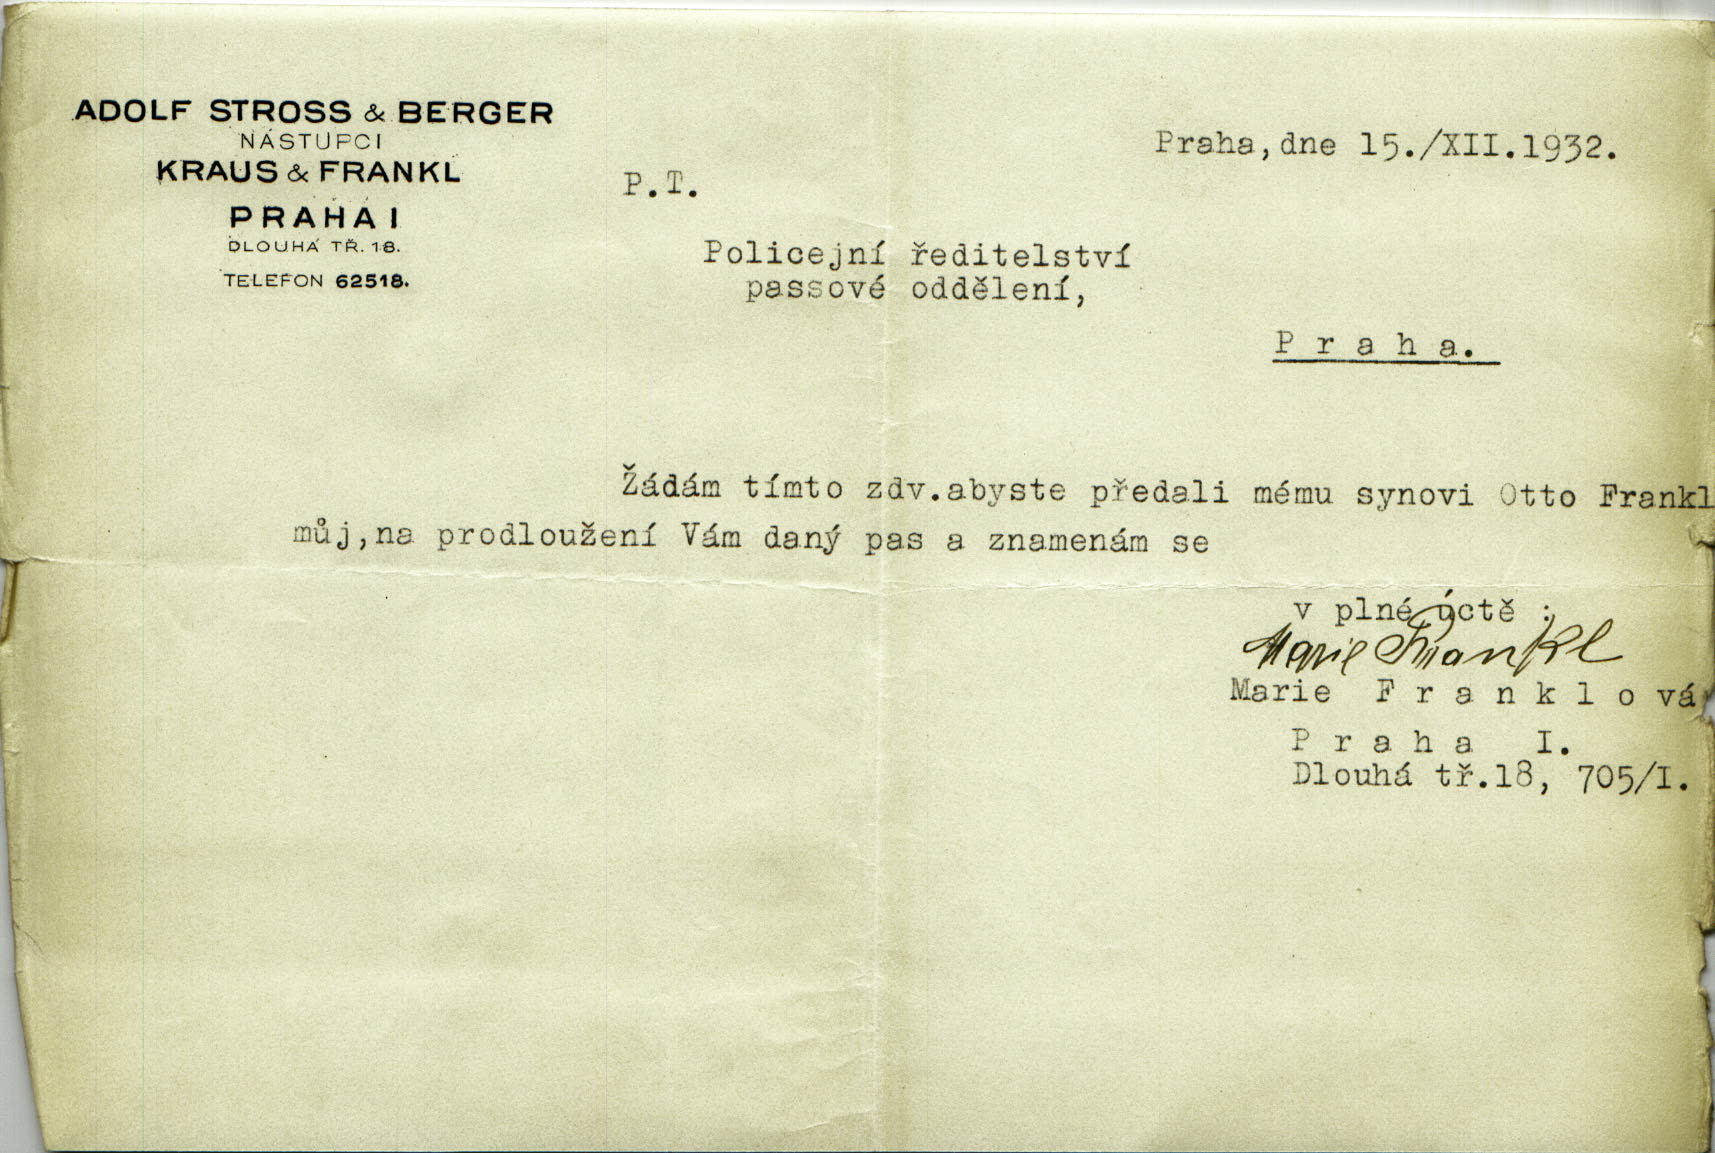 ADOLF STROSS & BERGER
NÁSTUPCI
KRAUS & FRANKL
PRAHA I
DLOUHÁ TŘ. 18.
TELEFON 62518.
Praha,dne 15./XII.1932.
P.T.
Policejní ředitelství
passové oddělení,
P r a h a.
Žádám tímto zdv.abyste předali mému synovi Otto Frankl
můj,na prodloužení Vám daný pas a znamenám se
v plné úctě :
Marie Frankl
Marie F r a n k l o vá
P r a h a I.
Dlouhá tř.18, 705/I.